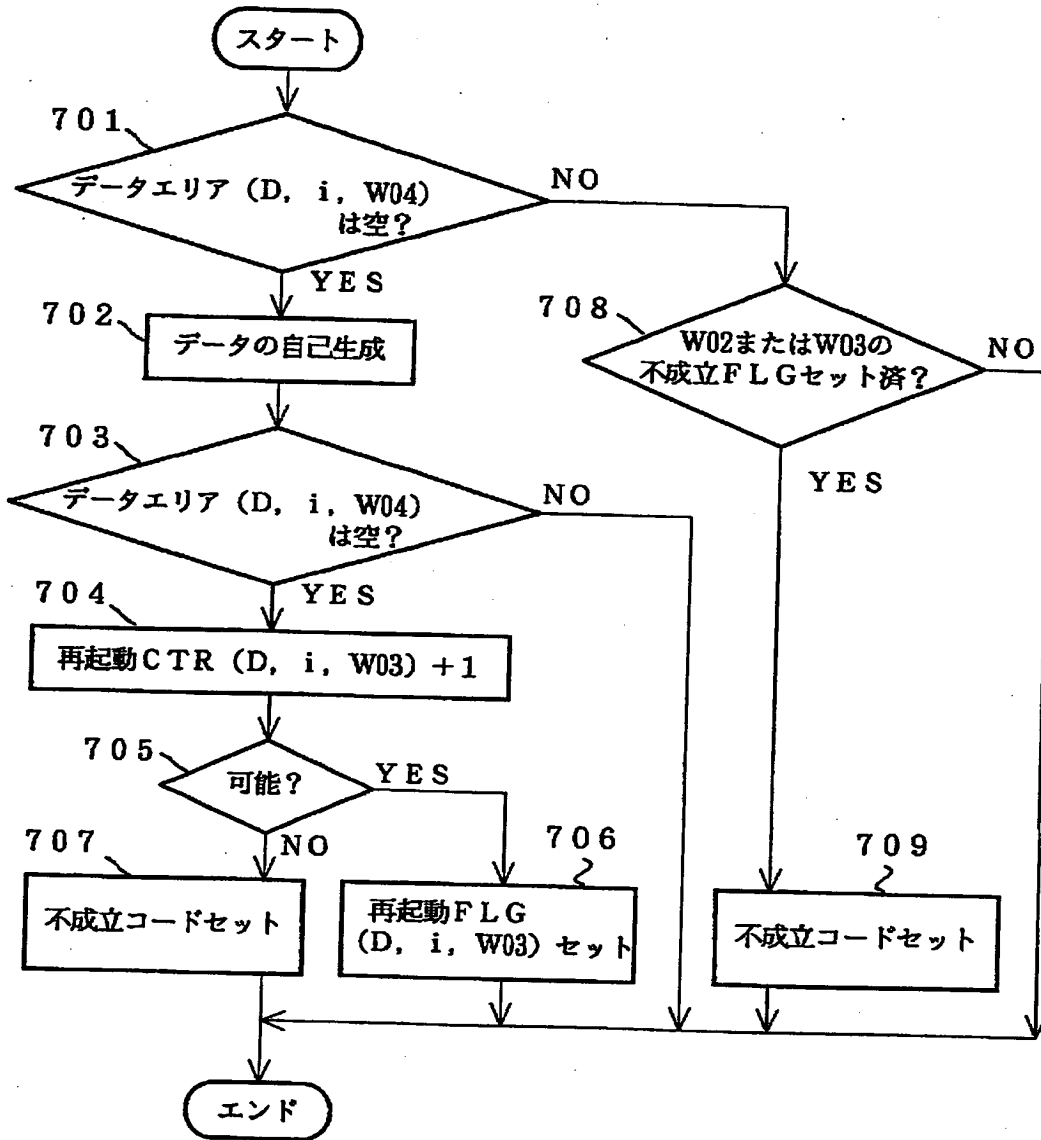 スタート
701
データエリア (D, i, W04)
は空?
NO
YES
702
データの自己生成
708
W02またはW03の
不成立FLGセット済?
NO
YES
703
データエリア (D, i, W04)
は空?
NO
YES
704
再起動CTR (D, i, W03) +1
705
可能?
YES
NO
707
不成立コードセット
706
再起動FLG
(D, i, W03) セット
709
不成立コードセット
エンド